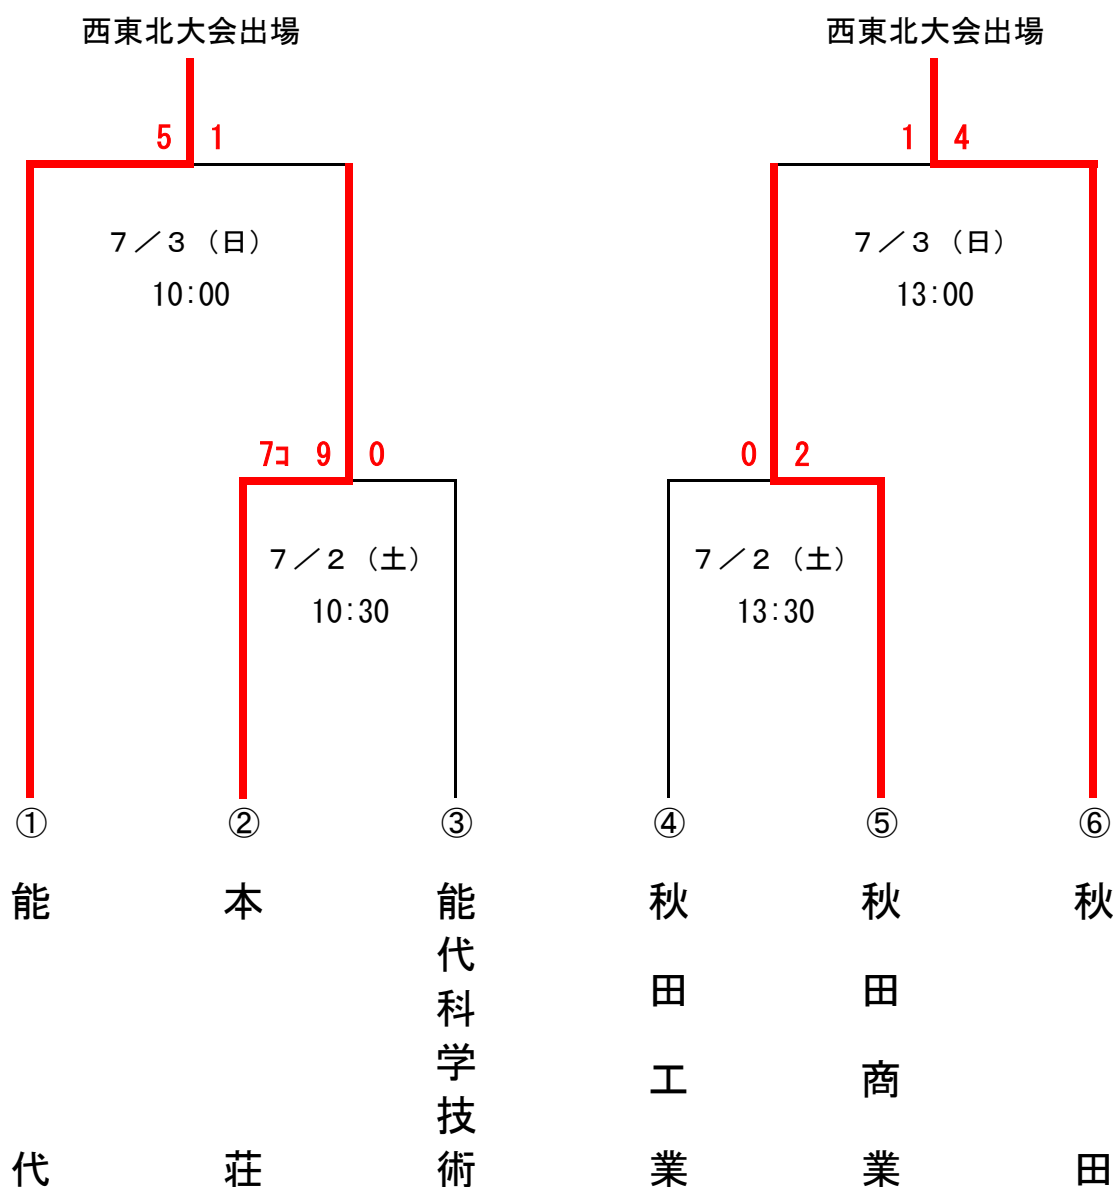 西東北大会出場
西東北大会出場
5 1
1 4
7／3（日）
10:00
7／3（日）
13:00
7ｺ 9 0
0 2
7／2（土）
10:30
7／2（土）
13:30
① ② ③ ④ ⑤ ⑥
能代
本荘
能代科学技術
秋田工業
秋田商業
秋田